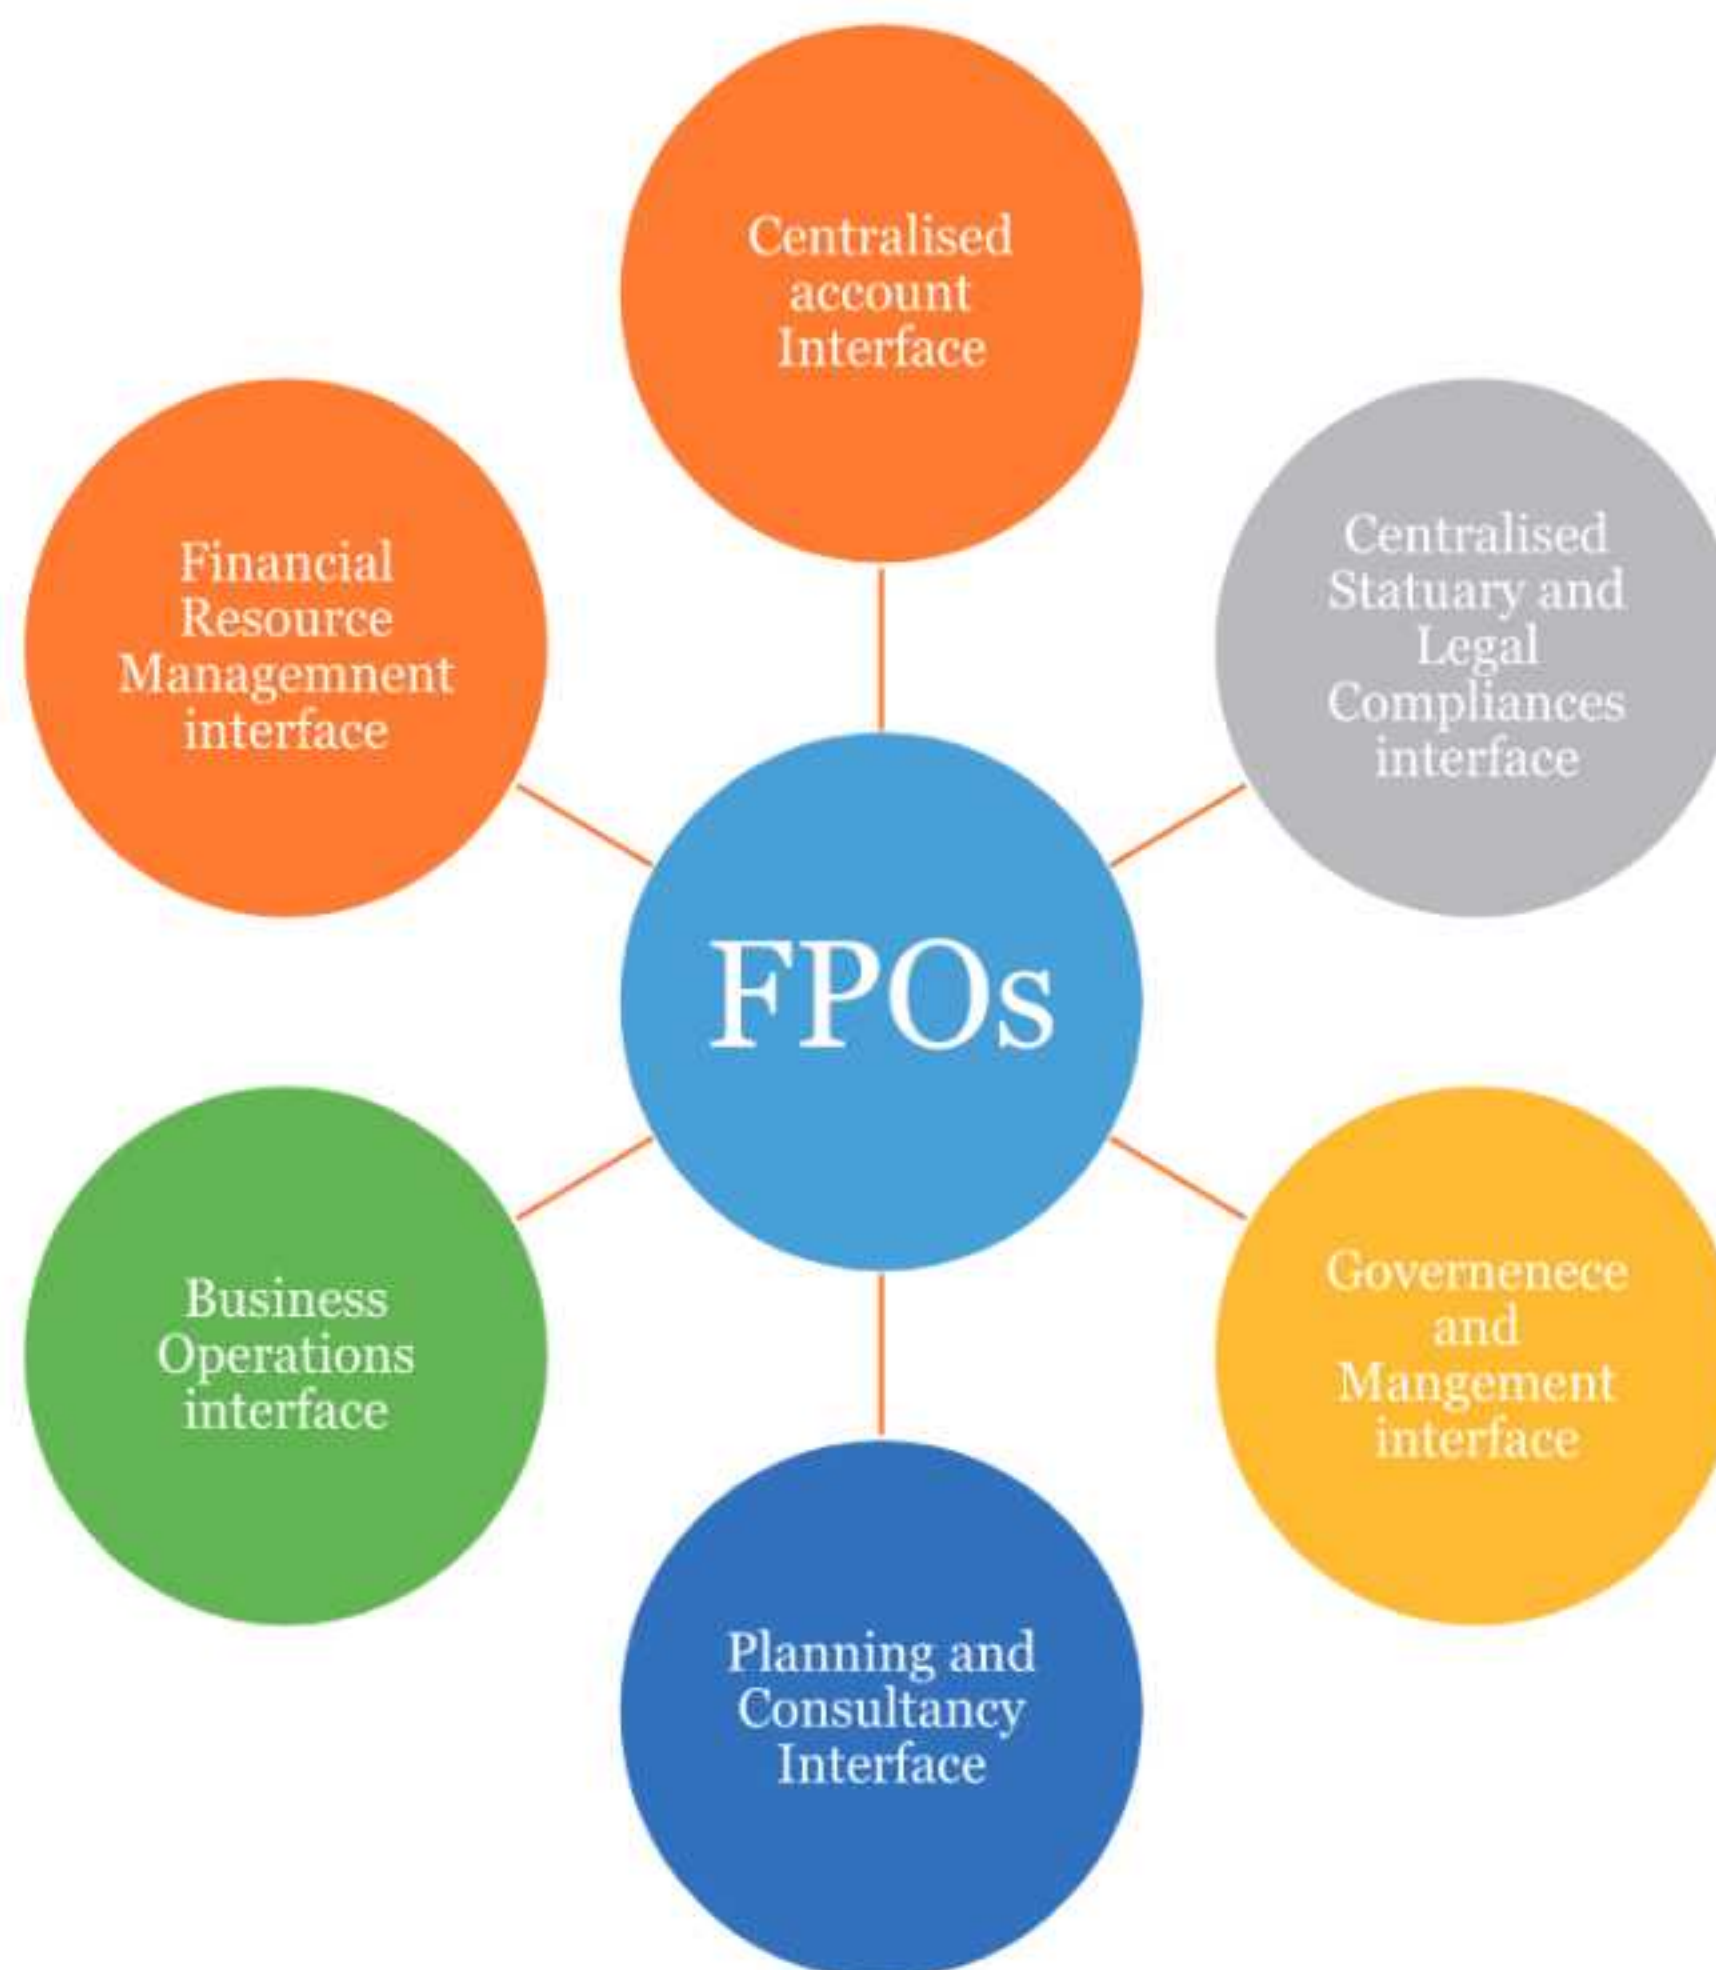 Centralised
account
Interface
Financial
Resource
Managemnent
interface
Centralised
Statuary and
Legal
Compliances
interface
FPOs
Business
Operations
interface
Governenece
and
Mangement
interface
Planning and
Consultancy
Interface